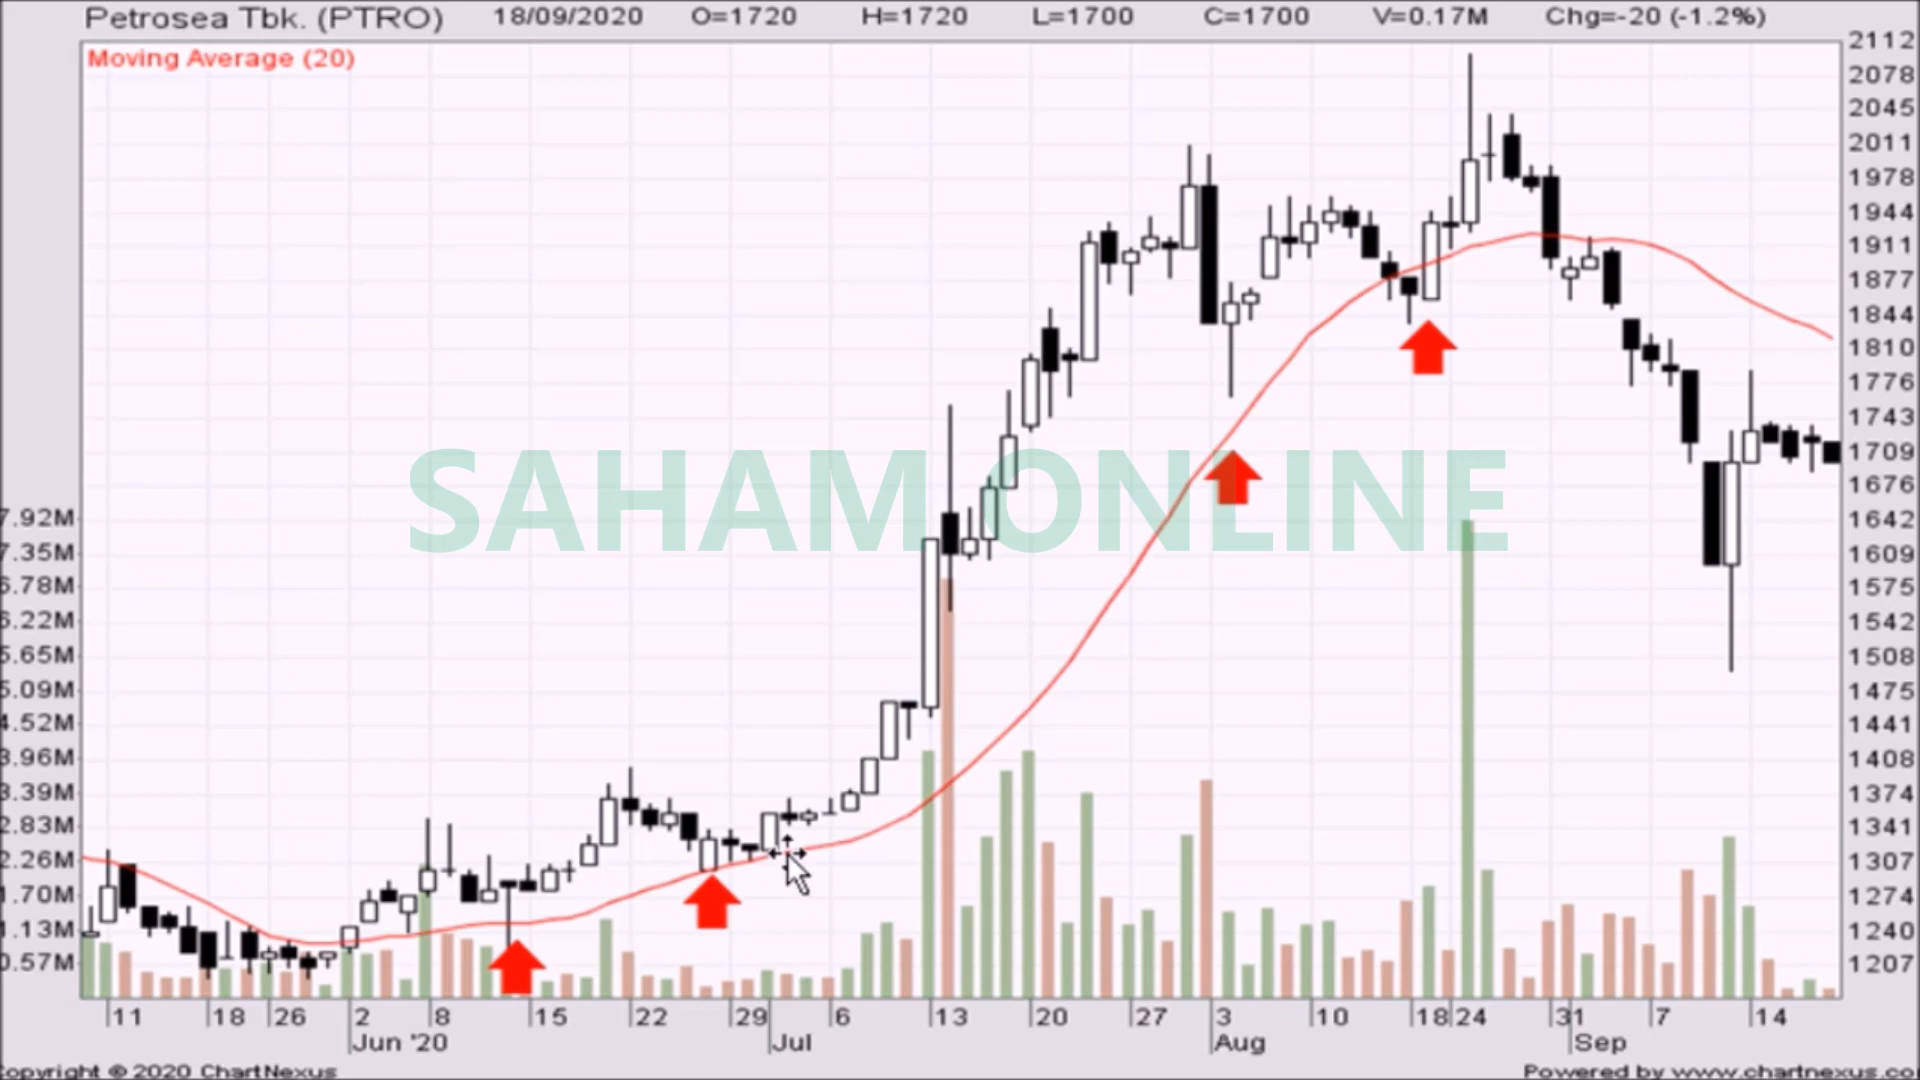 Petrosea Tbk. (PTRO) 18/09/2020 O=1720 H=1720 L=1700 C=1700 V=0.17M Chg=-20 (-1.2%)
Moving Average (20)
2112
2078
2045
2011
1978
1944
1911
1877
1844
1810
1776
1743
1709
1676
1642
1609
1575
1542
1508
1475
1441
1408
1374
1341
1307
1274
1240
1207
SAHAM ONLINE
7.92M
7.35M
6.78M
6.22M
5.65M
5.09M
4.52M
3.96M
3.39M
2.83M
2.26M
1.70M
1.13M
0.57M
11 18 26 2 8 15 22 29 6 13 20 27 3 10 18 24 31 7 14
Jun '20 Jul Aug Sep
opyright © 2020 ChartNexus
Powered by www.chartnexus.co